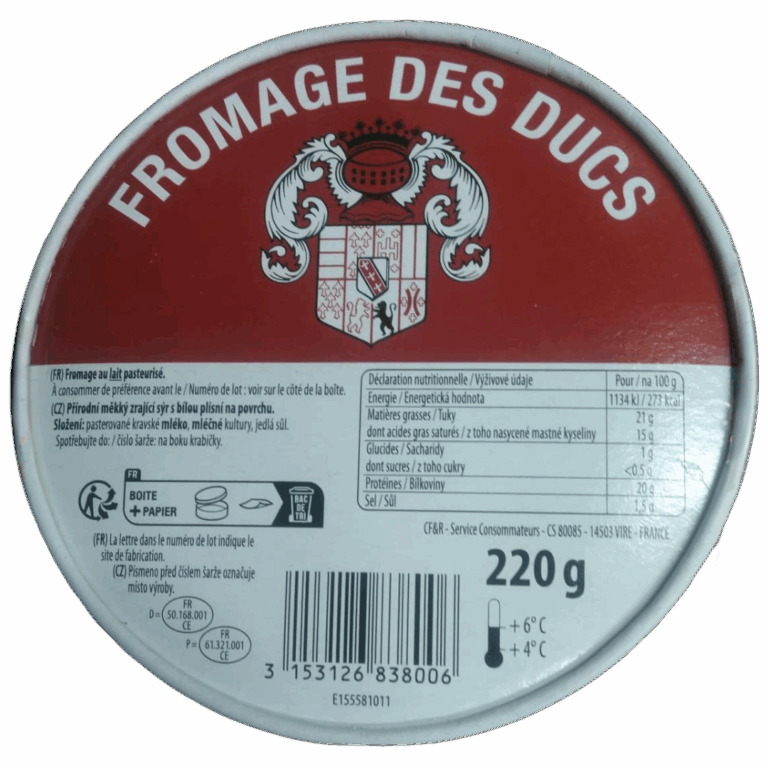 FROMAGE DES DUCS
(FR) Fromage au lait pasteurisé.
À consommer de préférence avant le / Numéro de lot : voir sur le côté de la boîte.
(CZ) Přírodní měkký zrající sýr s bílou plísní na povrchu.
Složení: pasterované kravské mléko, mléčné kultury, jedlá sůl.
Spotřebujte do: / číslo šarže: na boku krabičky.
Déclaration nutritionnelle / Výživové údaje Pour / na 100 g
Energie / Energetická hodnota 1134 kJ / 273 kcal
Matières grasses / Tuky 21 g
dont acides gras saturés / z toho nasycené mastné kyseliny 15 g
Glucides / Sacharidy 1 g
dont sucres / z toho cukry <0.5 g
Protéines / Bílkoviny 20 g
Sel / Sůl 1,5 g
FR
BOITE
+ PAPIER
BAC
DE
TRI
CF&R - Service Consommateurs - CS 80085 - 14503 VIRE - FRANCE
(FR) La lettre dans le numéro de lot indique le
site de fabrication.
(CZ) Pismeno před číslem šarže označuje
místo výroby.
D= FR
50.168.001
CE
P= FR
61.321.001
CE
220 g
+ 6° C
+ 4° C
3 153126 838006
E155581011